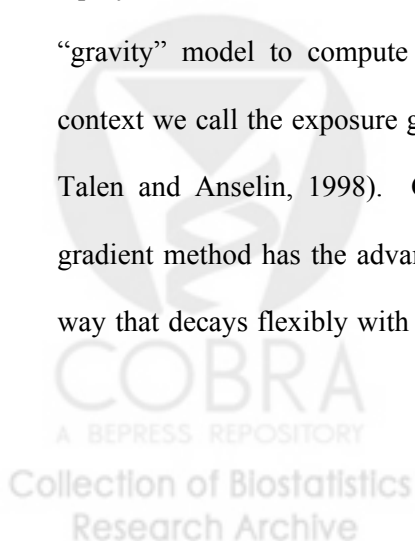 “gravity” model to compute
context we call the exposure
Talen and Anselin, 1998).
gradient method has the
way that decays flexibly with
COBRA
A BEPRESS REPOSITORY
Collection of Biostatistics
Research Archive